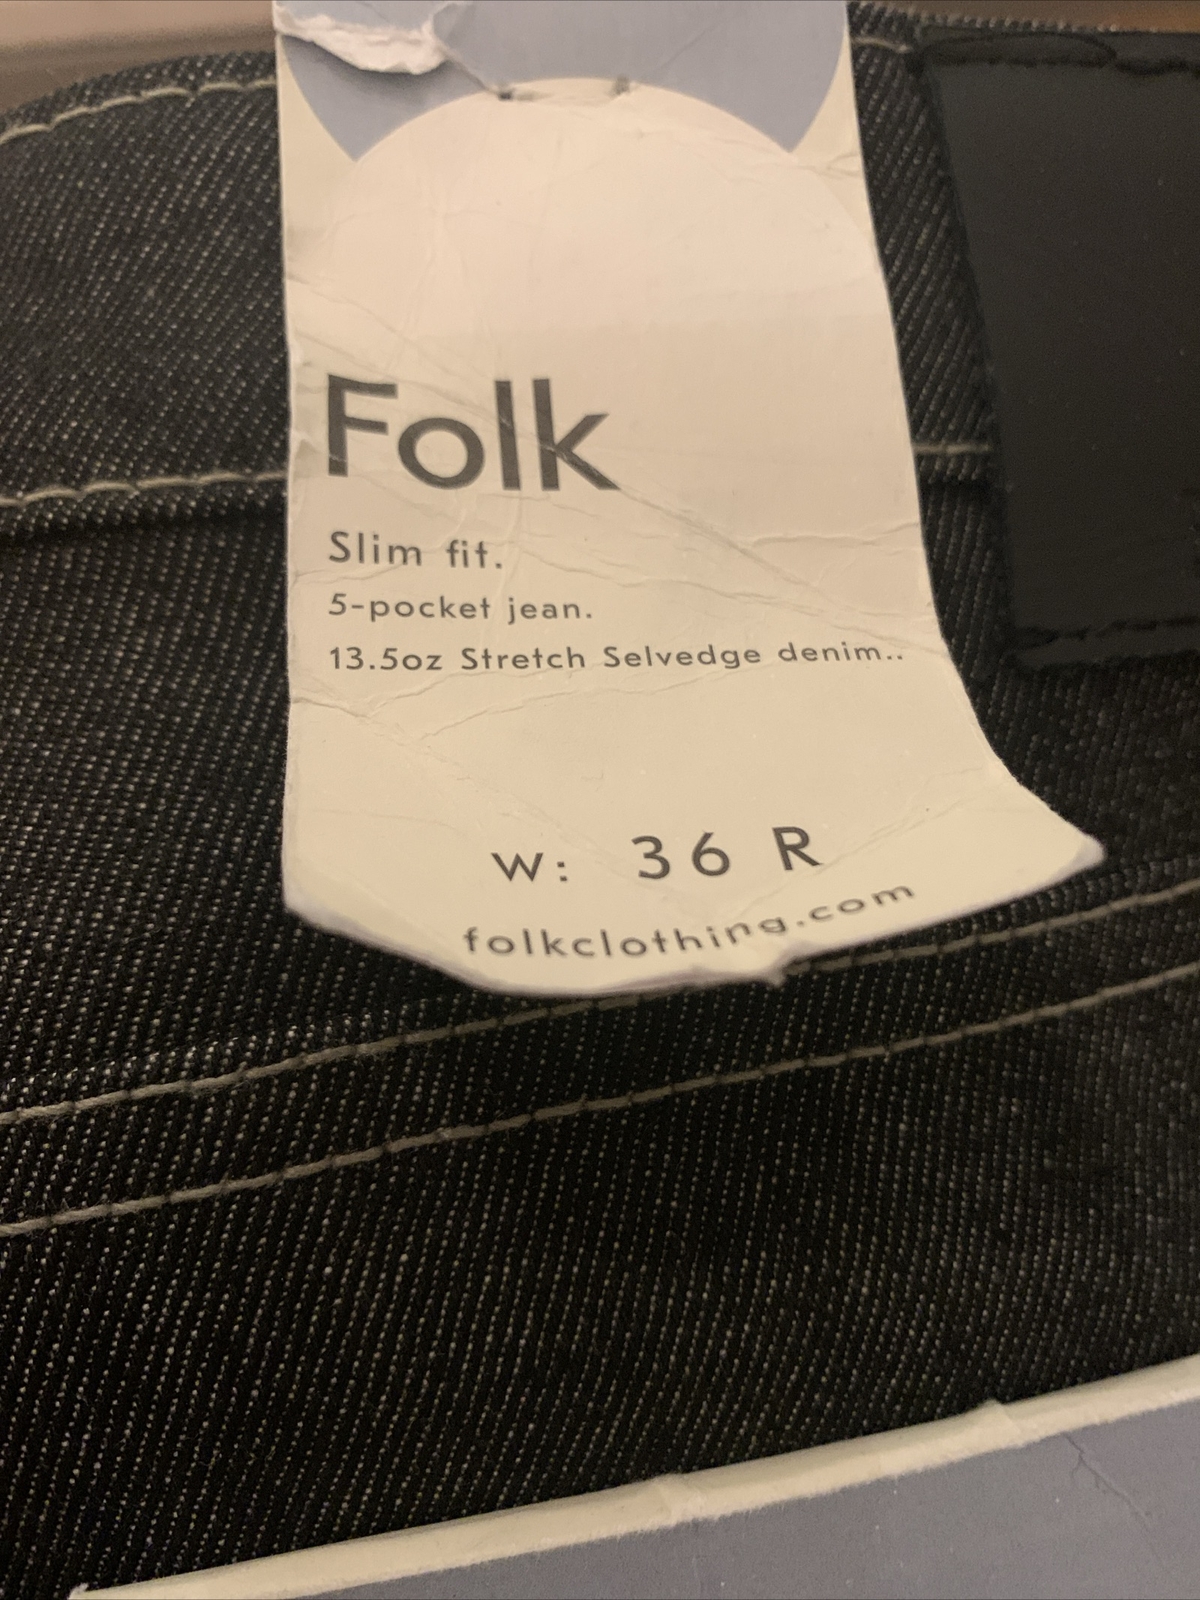 Folk
Slim fit.
5-pocket jean.
13.5oz Stretch Selvedge denim..
W: 36 R
folkclothing.com